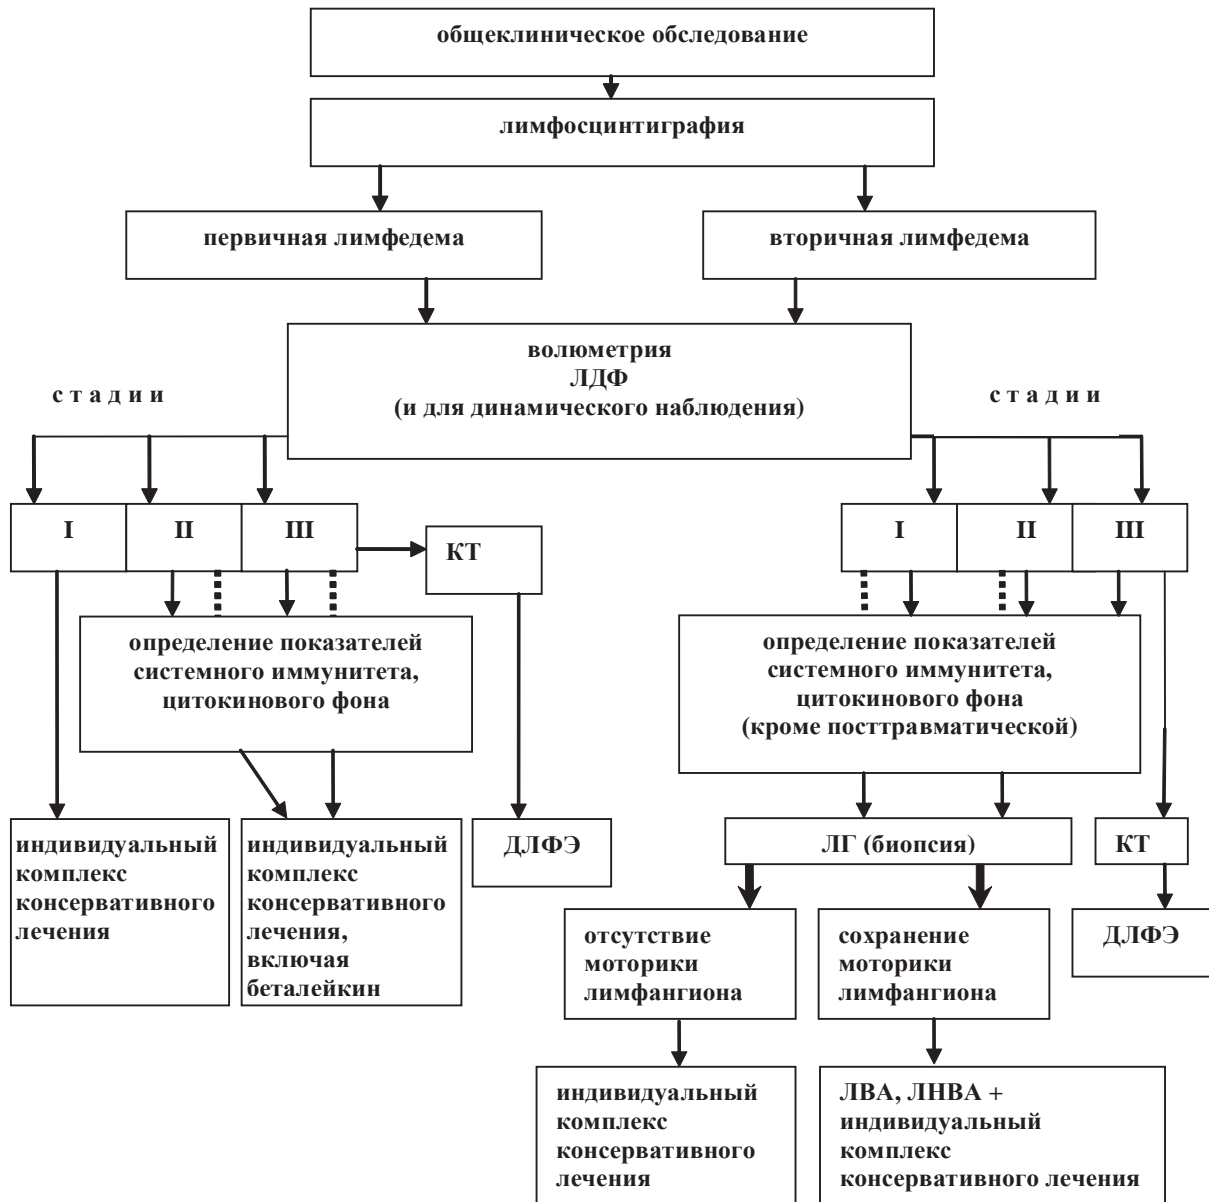 общеклиническое обследование
лимфосцинтиграфия
первичная лимфедема
вторичная лимфедема
волюметрия
ЛДФ
(и для динамического наблюдения)
с т а д и и
с т а д и и
I
II
III
КТ
I
II
III
определение показателей
системного иммунитета,
цитокинового фона
определение показателей
системного иммунитета,
цитокинового фона
(кроме посттравматической)
индивидуальный
комплекс
консервативного
лечения
индивидуальный
комплекс
консервативного
лечения,
включая
беталейкин
ДЛФЭ
ЛГ (биопсия)
КТ
отсутствие
моторики
лимфангиона
сохранение
моторики
лимфангиона
ДЛФЭ
индивидуальный
комплекс
консервативного
лечения
ЛВА, ЛНВА +
индивидуальный
комплекс
консервативного лечения